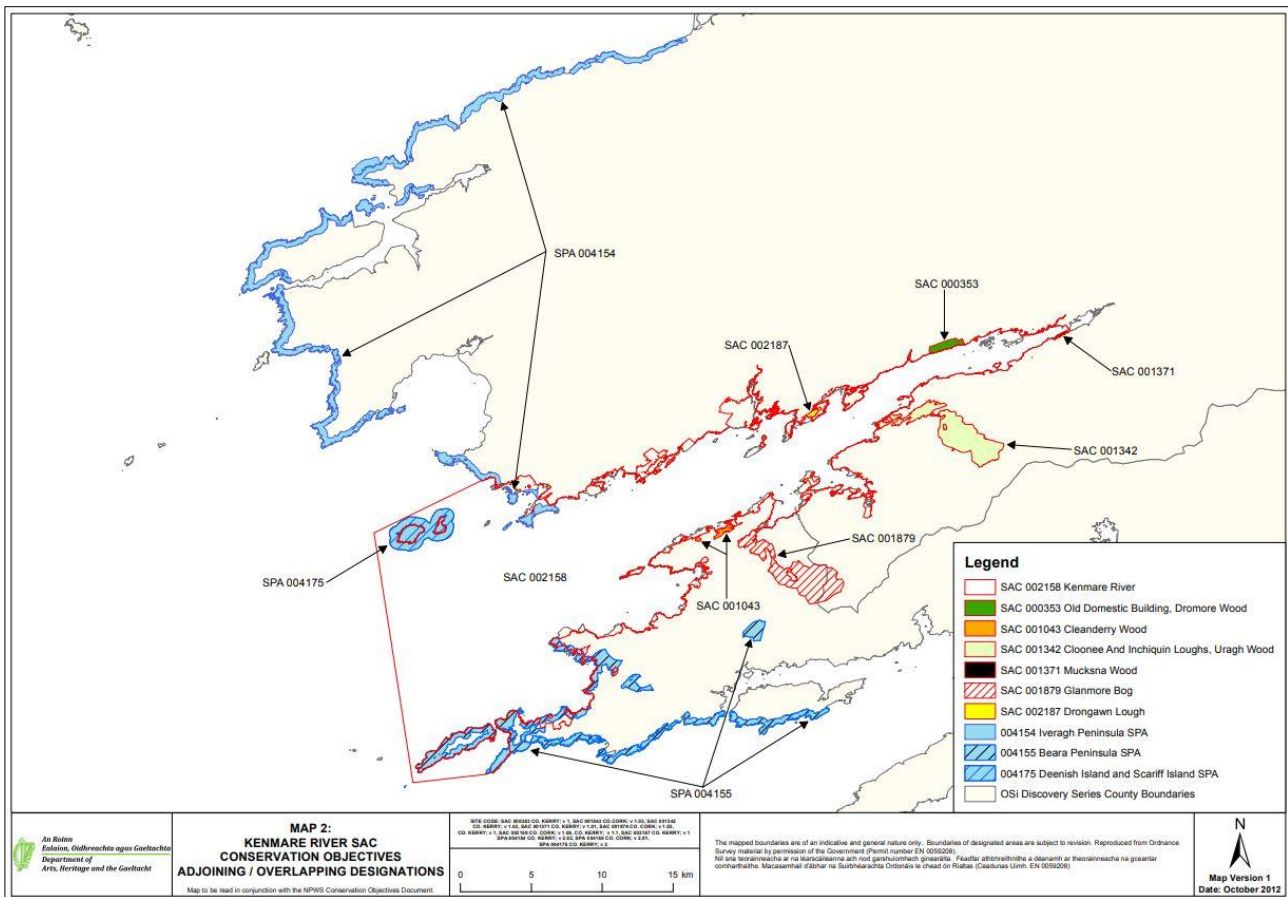 SPA 004154
SAC 000353
SAC 002187
SAC 001371
SAC 001342
SAC 001879
SPA 004175
SAC 002158
SAC 001043
SPA 004155
Legend
SAC 002158 Kenmare River
SAC 000353 Old Domestic Building, Dromore Wood
SAC 001043 Cleanderry Wood
SAC 001342 Cloonee And Inchiquin Loughs, Uragh Wood
SAC 001371 Mucksna Wood
SAC 001879 Glanmore Bog
SAC 002187 Drongawn Lough
004154 Iveragh Peninsula SPA
004155 Beara Peninsula SPA
004175 Deenish Island and Scariff Island SPA
OSi Discovery Series County Boundaries
An Roinn
Ealaíon, Oidhreachta agus Gaeltachta
Department of
Arts, Heritage and the Gaeltacht
MAP 2:
KENMARE RIVER SAC
CONSERVATION OBJECTIVES
ADJOINING / OVERLAPPING DESIGNATIONS
Map to be read in conjunction with the NPWS Conservation Objectives Document.
0 5 10 15 km
The mapped boundaries are of an indicative and general nature only. Boundaries of designated areas are subject to revision. Reproduced from Ordnance
Survey material by permission of the Government (Permit number EN 0059208).
N
Map Version 1
Date: October 2012